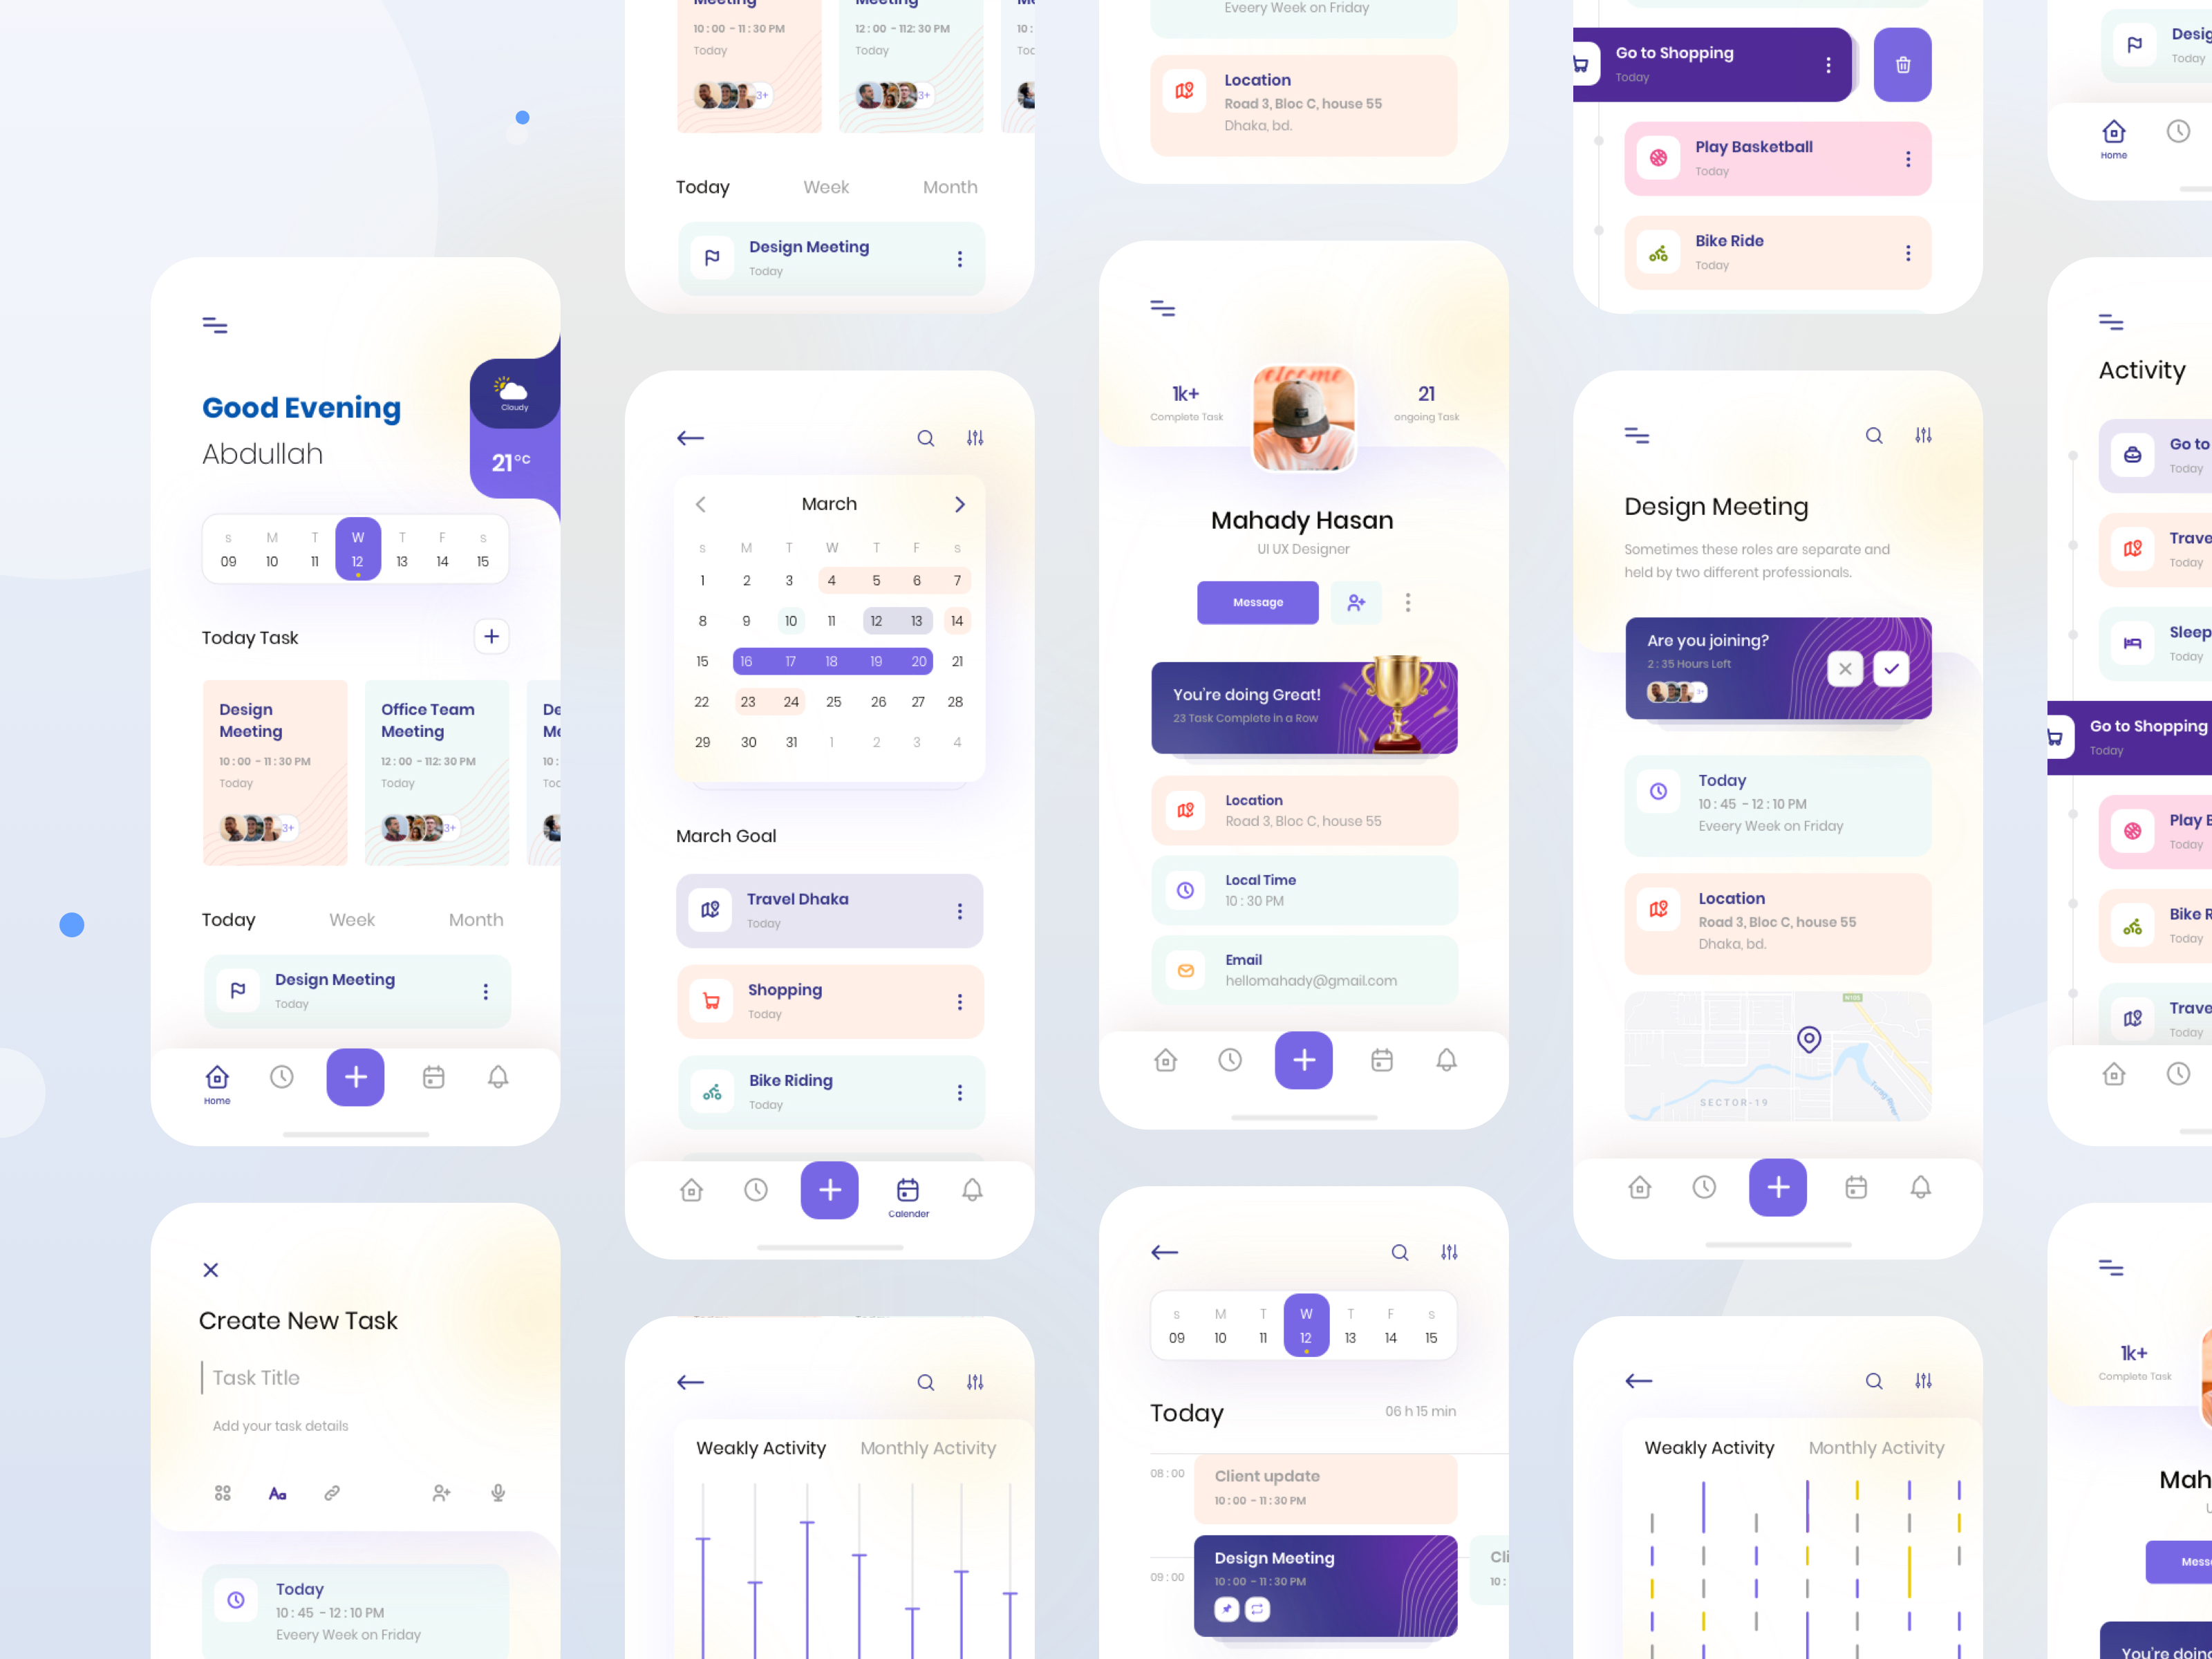 Good Evening
Abdullah
Cloudy
21°C
s M T W T F s
09 10 11 12 13 14 15
Today Task
Design
Meeting
10 : 00 - 11 : 30 PM
Today
3+
Office Team
Meeting
12 : 00 - 112: 30 PM
Today
3+
De
Me
10 :
Toc
Today Week Month
Design Meeting
Today
Home
Create New Task
Task Title
Add your task details
Aa
Today
10 : 45 - 12 : 10 PM
Eveery Week on Friday
Meeting
10 : 00 - 11 : 30 PM
Today
3+
Meeting
12 : 00 - 112: 30 PM
Today
3+
Me
10 :
Toc
Today Week Month
Design Meeting
Today
March
s M T W T F s
1 2 3 4 5 6 7
8 9 10 11 12 13 14
15 16 17 18 19 20 21
22 23 24 25 26 27 28
29 30 31 1 2 3 4
March Goal
Travel Dhaka
Today
Shopping
Today
Bike Riding
Today
Calender
Weakly Activity Monthly Activity
Eveery Week on Friday
Location
Road 3, Bloc C, house 55
Dhaka, bd.
1k+
Complete Task
elcome
21
ongoing Task
Mahady Hasan
UI UX Designer
Message
You're doing Great!
23 Task Complete in a Row
Location
Road 3, Bloc C, house 55
Local Time
10 : 30 PM
Email
hellomahady@gmail.com
s M T W T F s
09 10 11 12 13 14 15
Today
06 h 15 min
08 : 00
Client update
10 : 00 - 11 : 30 PM
09 : 00
Design Meeting
10 : 00 - 11 : 30 PM
Cli
10 :
Go to Shopping
Today
Play Basketball
Today
Bike Ride
Today
Design Meeting
Sometimes these roles are separate and
held by two different professionals.
Are you joining?
2 : 35 Hours Left
3+
Today
10 : 45 - 12 : 10 PM
Eveery Week on Friday
Location
Road 3, Bloc C, house 55
Dhaka, bd.
N105
SECTOR-19
Turag River
Weakly Activity Monthly Activity
Desig
Today
Home
Activity
Go to
Today
Trave
Today
Sleep
Today
Go to Shopping
Today
Play B
Today
Bike R
Today
Trave
Today
1k+
Complete Task
Mah
U
Mess
You're doing